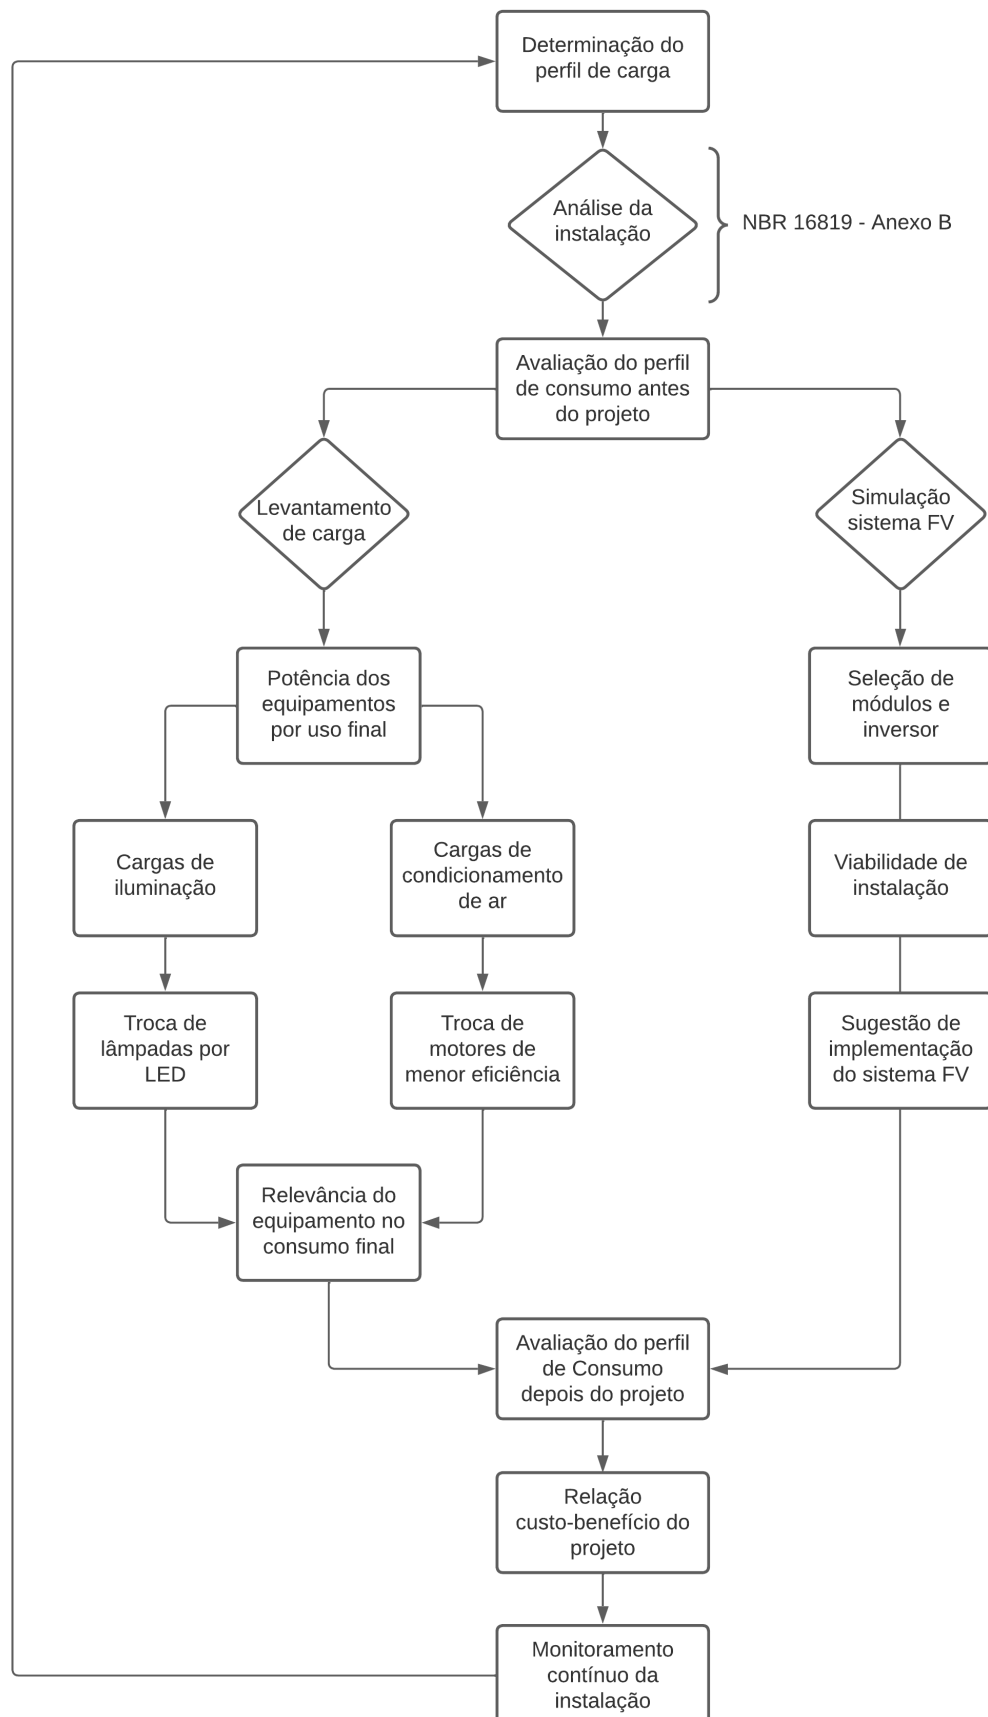 Determinação do
perfil de carga
Análise da
instalação
NBR 16819 - Anexo B
Avaliação do perfil
de consumo antes
do projeto
Levantamento
de carga
Simulação
sistema FV
Potência dos
equipamentos
por uso final
Seleção de
módulos e
inversor
Cargas de
iluminação
Cargas de
condicionamento
de ar
Viabilidade de
instalação
Troca de
lâmpadas por
LED
Troca de
motores de
menor eficiência
Sugestão de
implementação
do sistema FV
Relevância do
equipamento no
consumo final
Avaliação do perfil
de Consumo
depois do projeto
Relação
custo-benefício do
projeto
Monitoramento
contínuo da
instalação